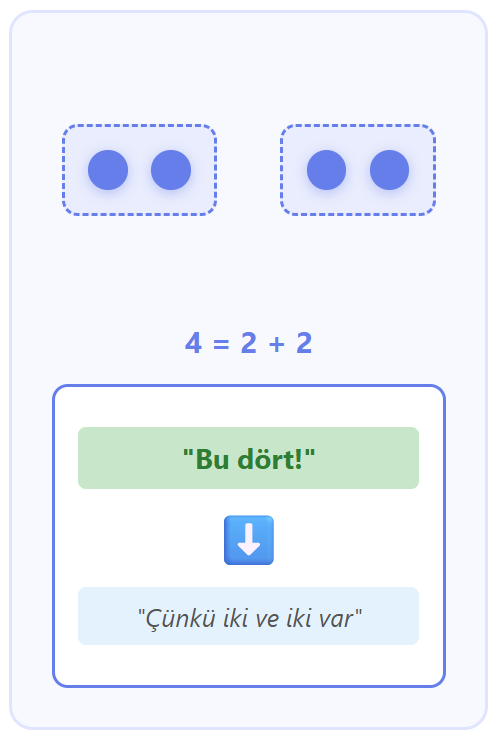 4 = 2 + 2
"Bu dört!"
"Çünkü iki ve iki var"